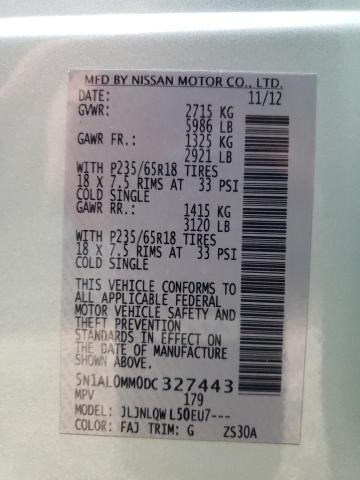 MFD BY NISSAN MOTOR CO., LTD.
DATE: 11/12
GVWR: 2715 KG
5986 LB
GAWR FR.: 1325 KG
2921 LB
WITH P235/65R18 TIRES
18 X 7.5 RIMS AT 33 PSI
COLD SINGLE
GAWR RR.: 1415 KG
3120 LB
WITH P235/65R18 TIRES
18 X 7.5 RIMS AT 33 PSI
COLD SINGLE
THIS VEHICLE CONFORMS TO
ALL APPLICABLE FEDERAL
MOTOR VEHICLE SAFETY AND
THEFT PREVENTION
STANDARDS IN EFFECT ON
THE DATE OF MANUFACTURE
SHOWN ABOVE.
5N1AL0MM0DC327443
MPV 179
MODEL: JLJNLQWL50EU7---
COLOR: FAJ TRIM: G ZS30A